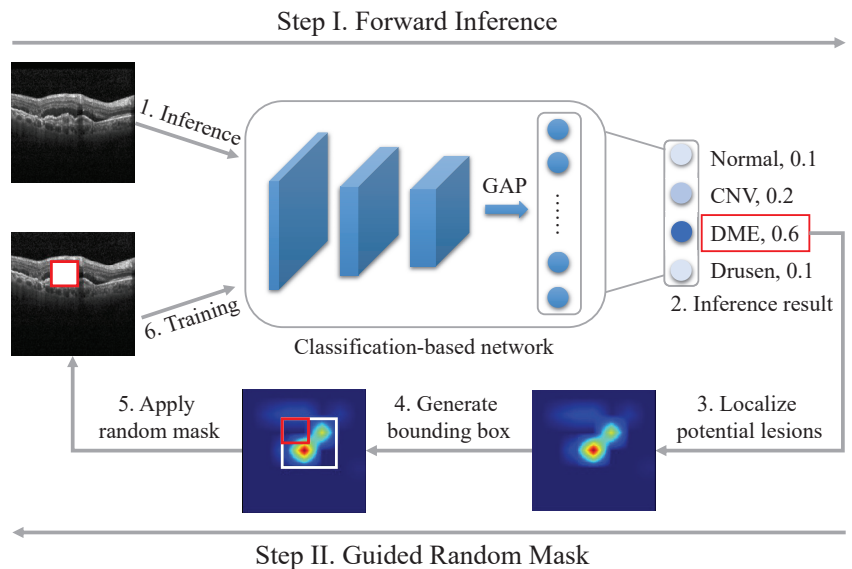 Step I. Forward Inference
1. Inference
GAP
Normal, 0.1
CNV, 0.2
DME, 0.6
Drusen, 0.1
2. Inference result
6. Training
Classification-based network
5. Apply
random mask
4. Generate
bounding box
3. Localize
potential lesions
Step II. Guided Random Mask